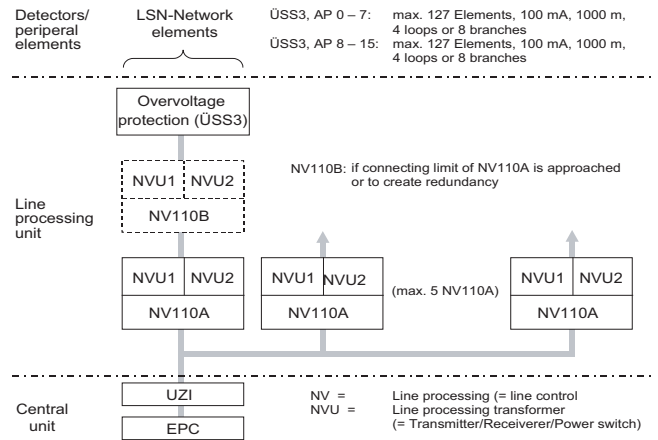 Detectors/
periperal
elements
LSN-Network
elements
ÜSS3, AP 0 – 7: max. 127 Elements, 100 mA, 1000 m,
4 loops or 8 branches
ÜSS3, AP 8 – 15: max. 127 Elements, 100 mA, 1000 m,
4 loops or 8 branches
Overvoltage
protection (ÜSS3)
NVU1 NVU2
NV110B
NV110B: if connecting limit of NV110A is approached
or to create redundancy
Line
processing
unit
NVU1 NVU2
NV110A
NVU1 NVU2
NV110A
(max. 5 NV110A)
NVU1 NVU2
NV110A
Central
unit
UZI
EPC
NV = Line processing (= line control
NVU = Line processing transformer
(= Transmitter/Receiverer/Power switch)